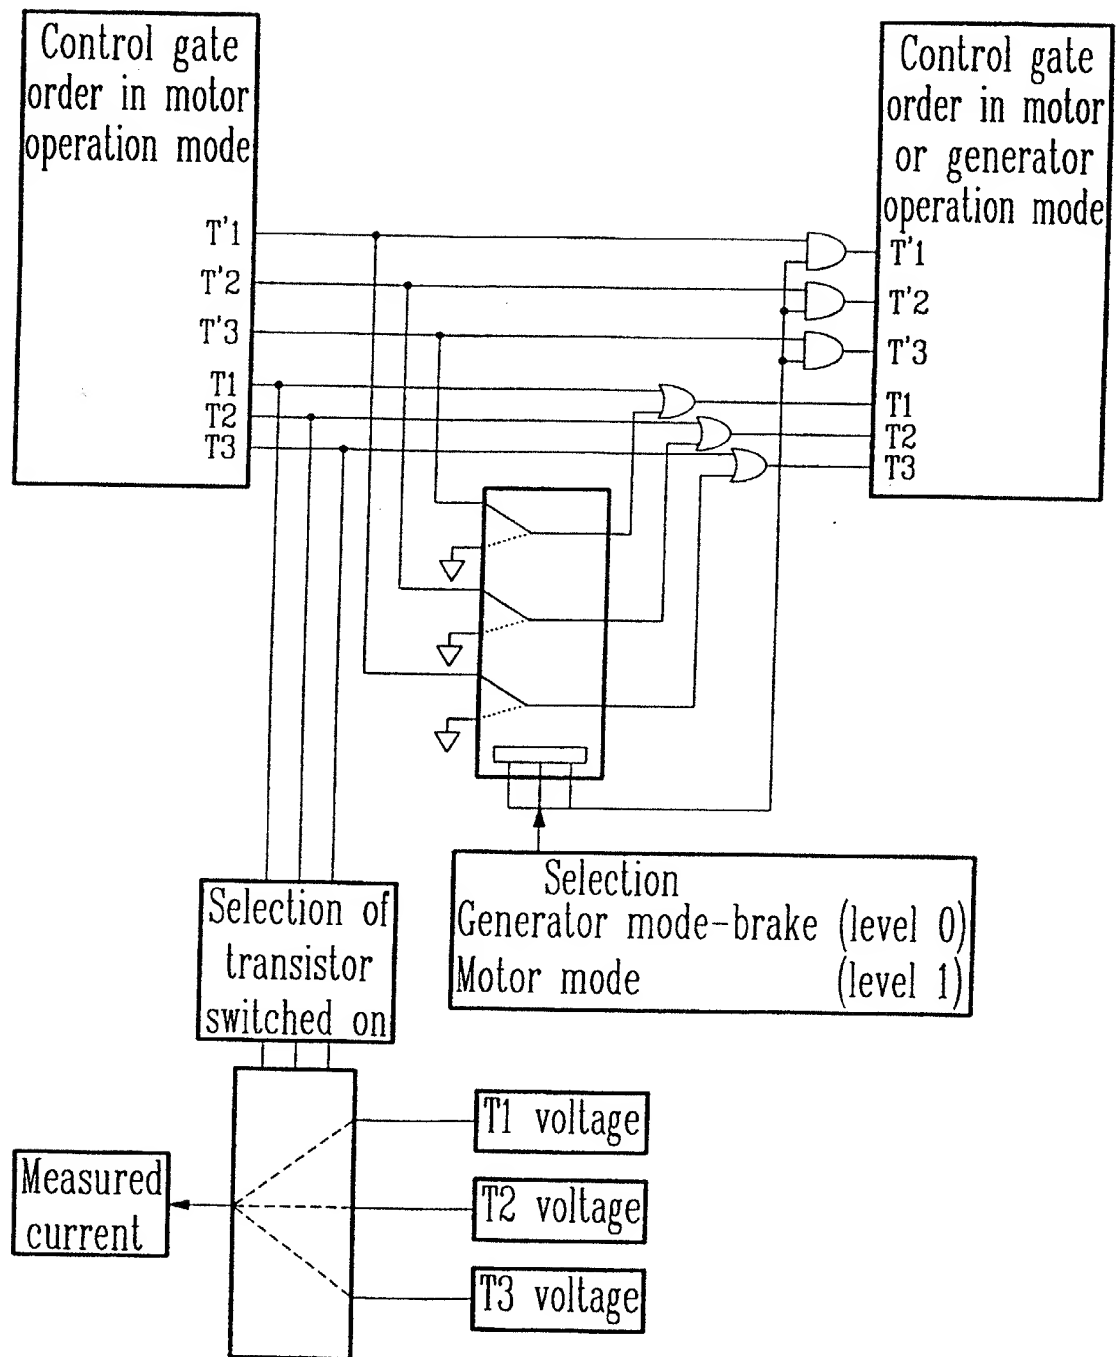 Control gate
order in motor
operation mode
T'1
T'2
T'3
T1
T2
T3
Control gate
order in motor
or generator
operation mode
T'1
T'2
T'3
T1
T2
T3
Selection
Generator mode-brake (level 0)
Motor mode (level 1)
Selection of
transistor
switched on
T1 voltage
T2 voltage
T3 voltage
Measured
current